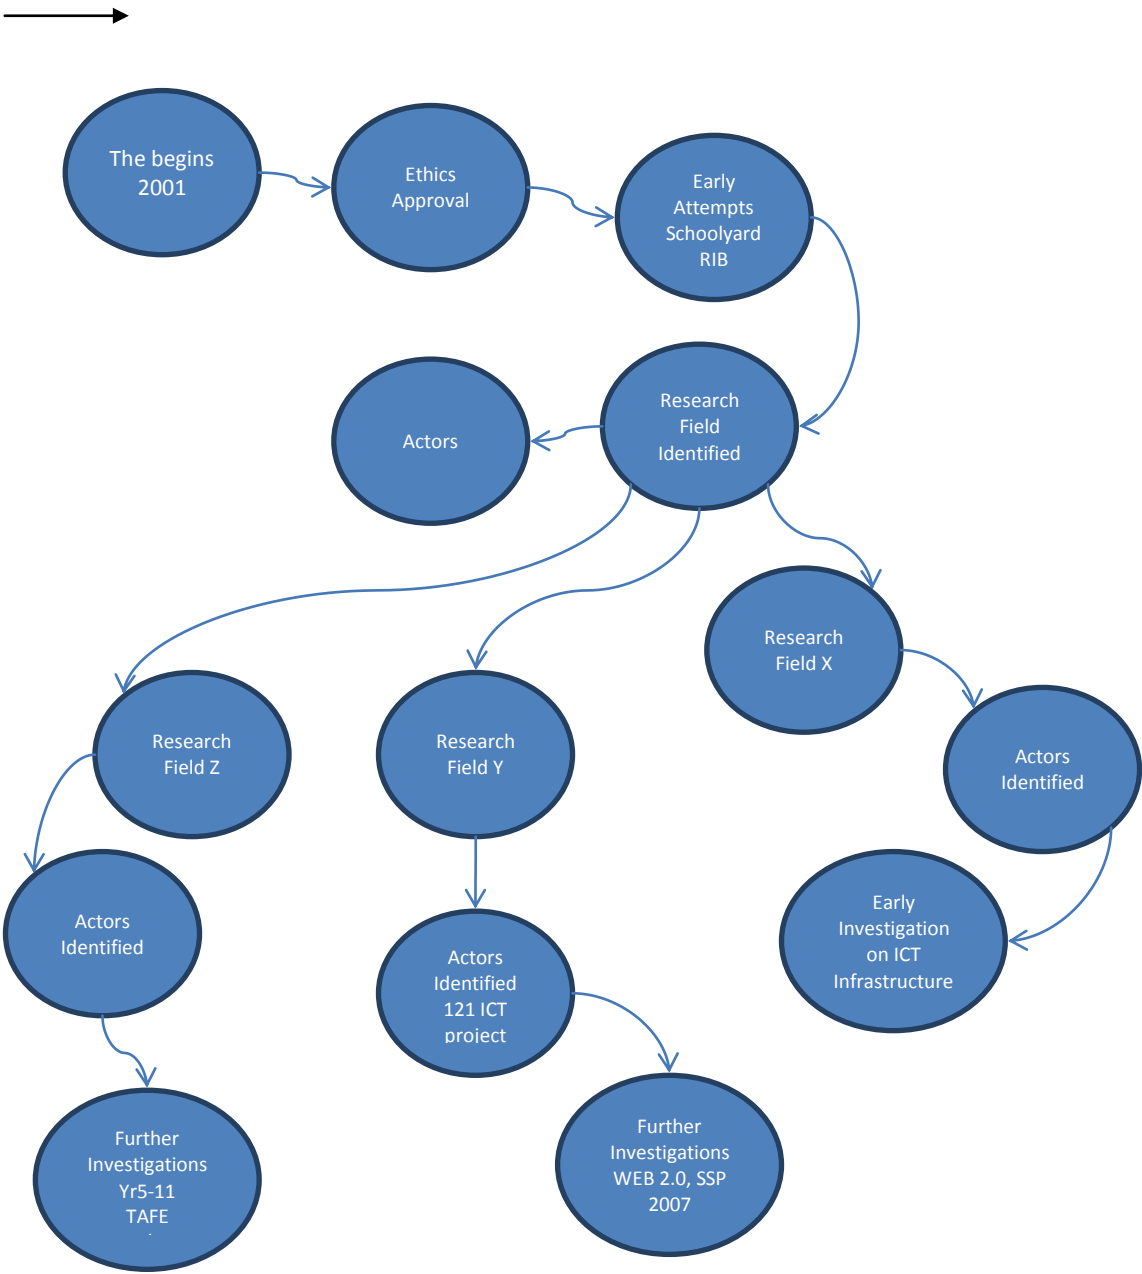 The begins
2001
Ethics
Approval
Early
Attempts
Schoolyard
RIB
Research
Field
Identified
Actors
Research
Field X
Research
Field Z
Research
Field Y
Actors
Identified
Actors
Identified
Actors
Identified
121 ICT
project
Early
Investigation
on ICT
Infrastructure
Further
Investigations
Yr5-11
TAFE
Further
Investigations
WEB 2.0, SSP
2007